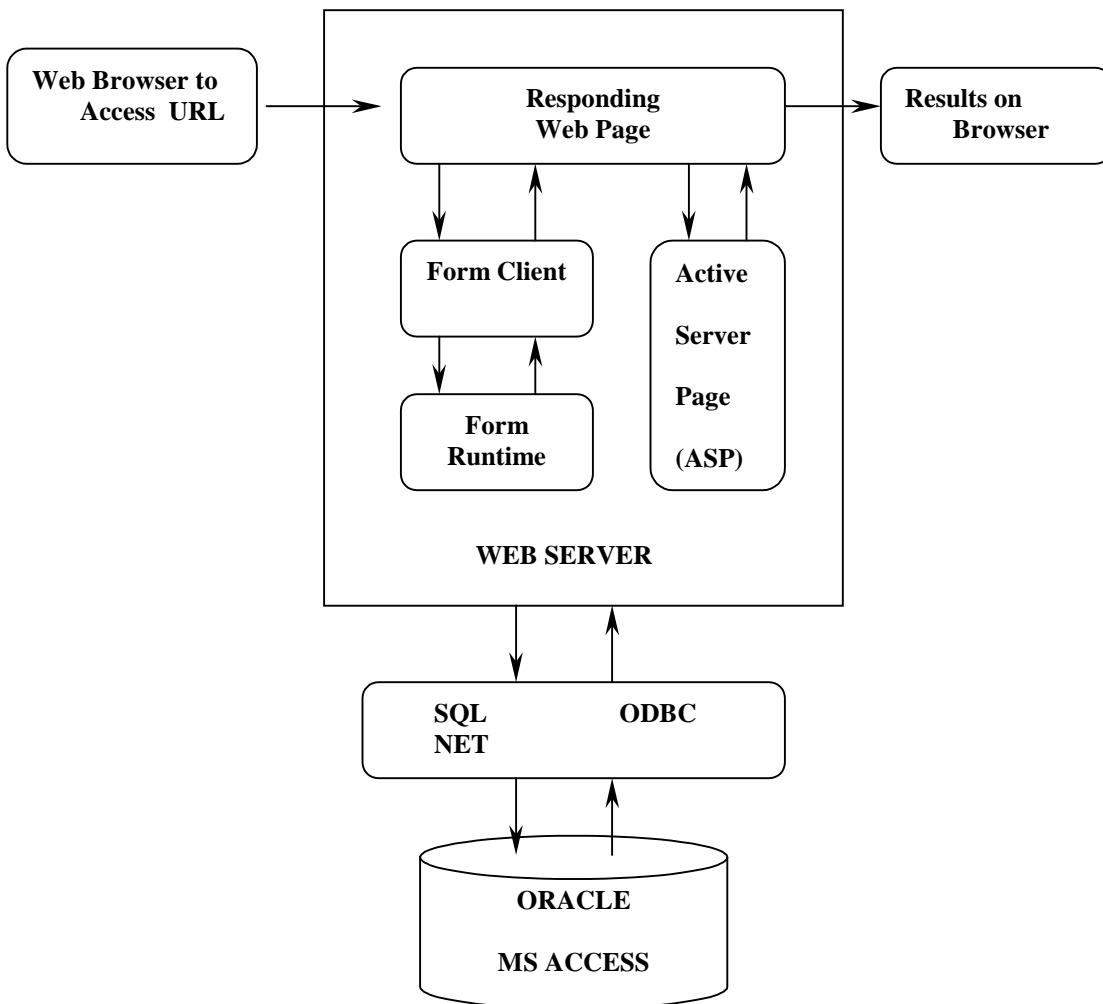 Web Browser to
Access URL
Responding
Web Page
Results on
Browser
Form Client
Active
Server
Page
(ASP)
Form
Runtime
WEB SERVER
SQL
NET
ODBC
ORACLE
MS ACCESS